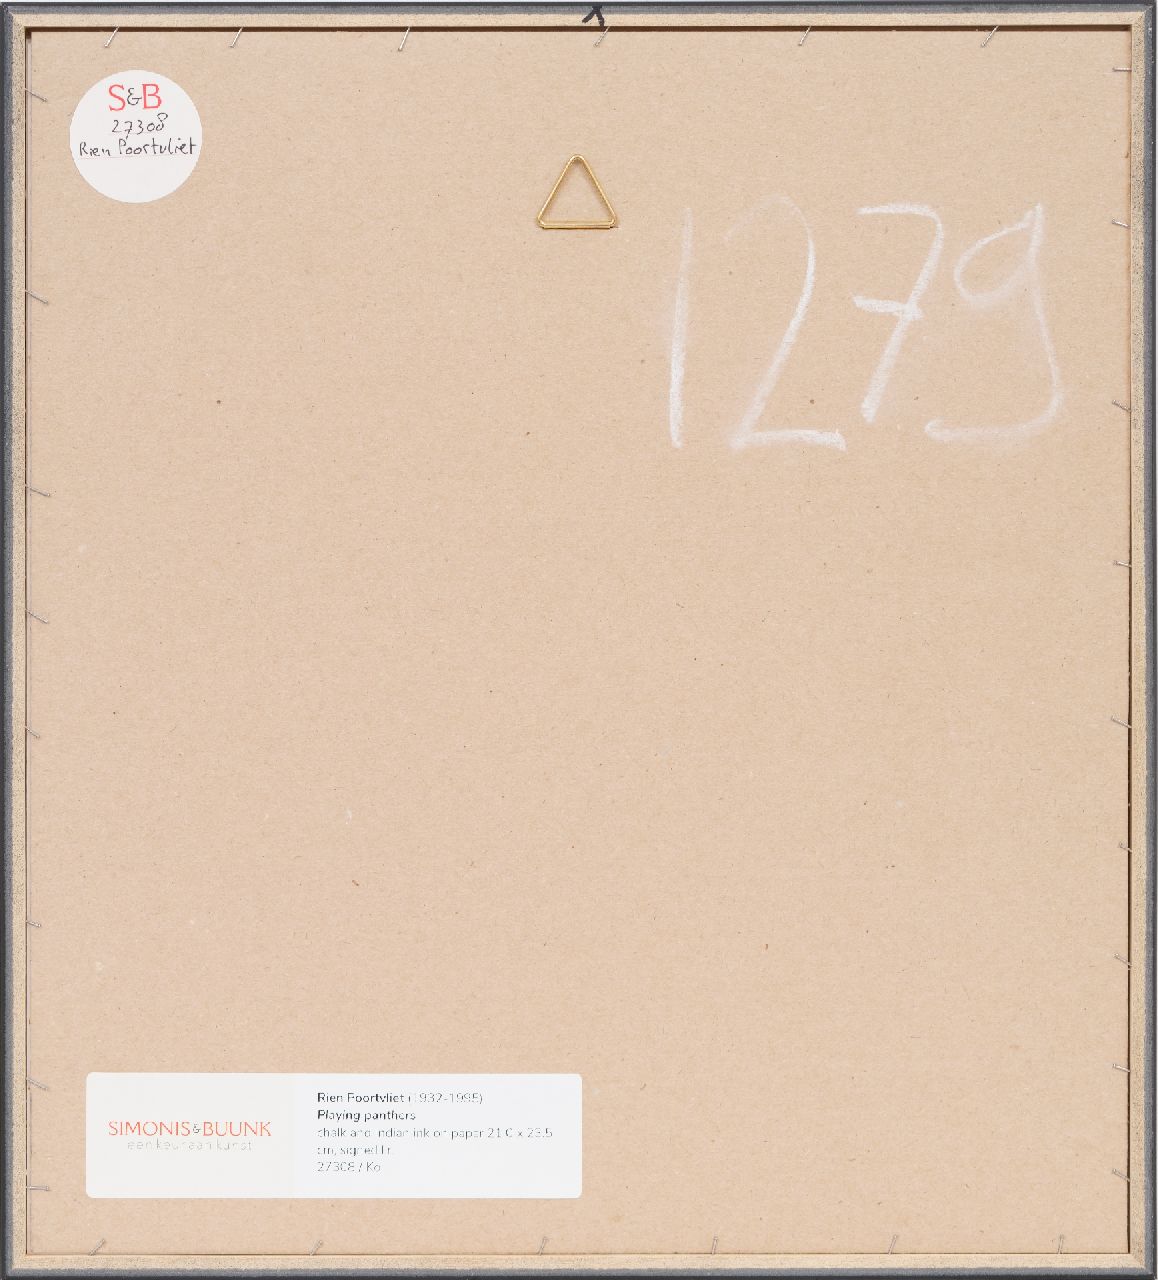 S&B
27308
Rien Poortvliet
1279
Rien Poortvliet (1932-1995)
Playing panthers
SIMONIS&BUUNK
een keur aan kunst
chalk and Indian ink on paper 21.0 x 23.5
cm, signed l.r.
27308 / Ko